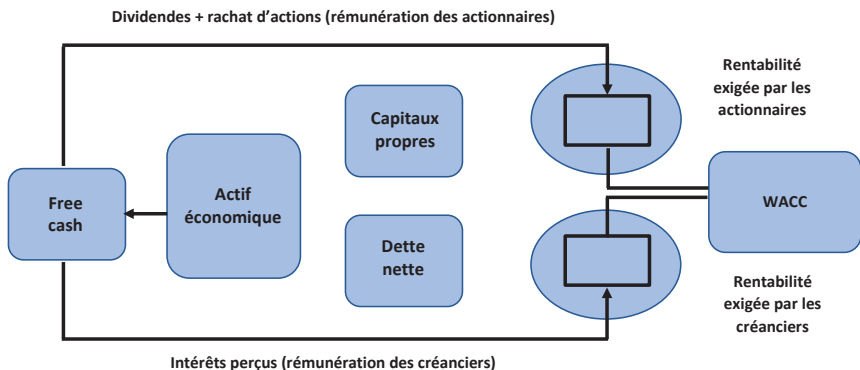 Dividendes + rachat d'actions (rémunération des actionnaires)
Rentabilité
exigée par les
actionnaires
Capitaux
propres
Free
cash
Actif
économique
WACC
Dette
nette
Rentabilité
exigée par les
créanciers
Intérêts perçus (rémunération des créanciers)